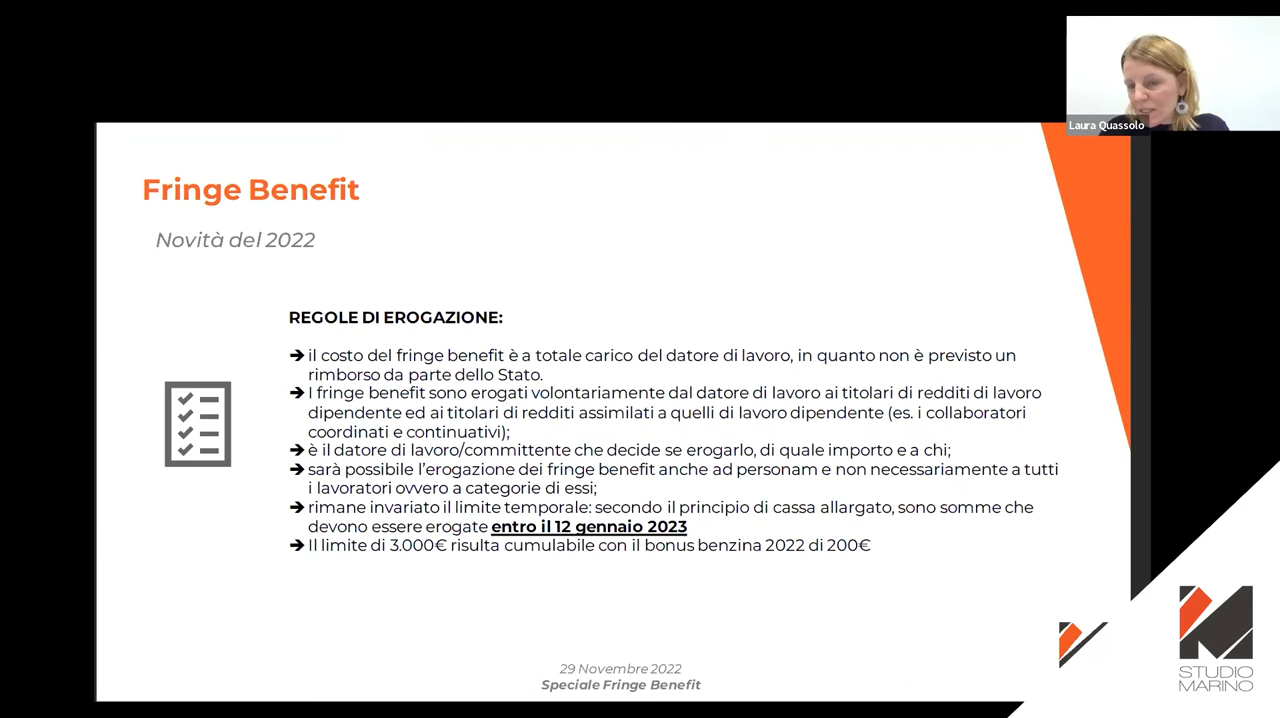 Laura Quassolo
Fringe Benefit
Novità del 2022
REGOLE DI EROGAZIONE:
➔ il costo del fringe benefit è a totale carico del datore di lavoro, in quanto non è previsto un
rimborso da parte dello Stato.
➔ I fringe benefit sono erogati volontariamente dal datore di lavoro ai titolari di redditi di lavoro
dipendente ed ai titolari di redditi assimilati a quelli di lavoro dipendente (es. i collaboratori
coordinati e continuativi);
➔ è il datore di lavoro/committente che decide se erogarlo, di quale importo e a chi;
➔ sarà possibile l'erogazione dei fringe benefit anche ad personam e non necessariamente a tutti
i lavoratori ovvero a categorie di essi;
➔ rimane invariato il limite temporale: secondo il principio di cassa allargato, sono somme che
devono essere erogate entro il 12 gennaio 2023
➔ Il limite di 3.000€ risulta cumulabile con il bonus benzina 2022 di 200€
29 Novembre 2022
Speciale Fringe Benefit
STUDIO
MARINO